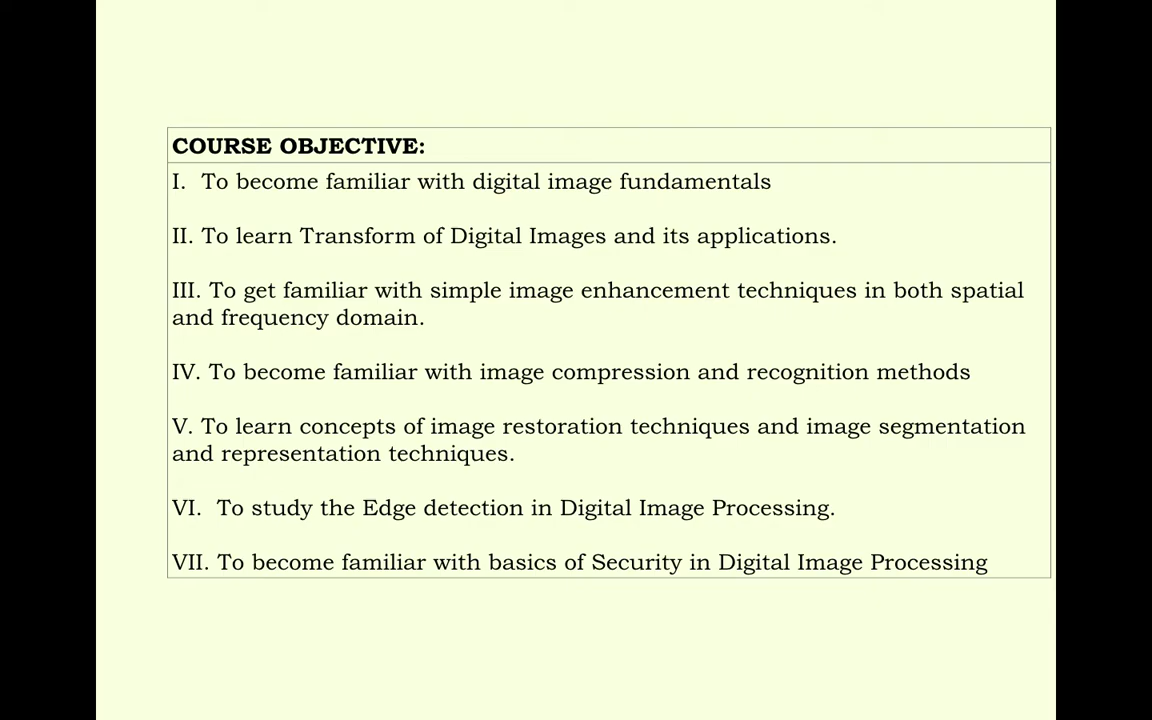 COURSE OBJECTIVE:
I. To become familiar with digital image fundamentals
II. To learn Transform of Digital Images and its applications.
III. To get familiar with simple image enhancement techniques in both spatial
and frequency domain.
IV. To become familiar with image compression and recognition methods
V. To learn concepts of image restoration techniques and image segmentation
and representation techniques.
VI. To study the Edge detection in Digital Image Processing.
VII. To become familiar with basics of Security in Digital Image Processing